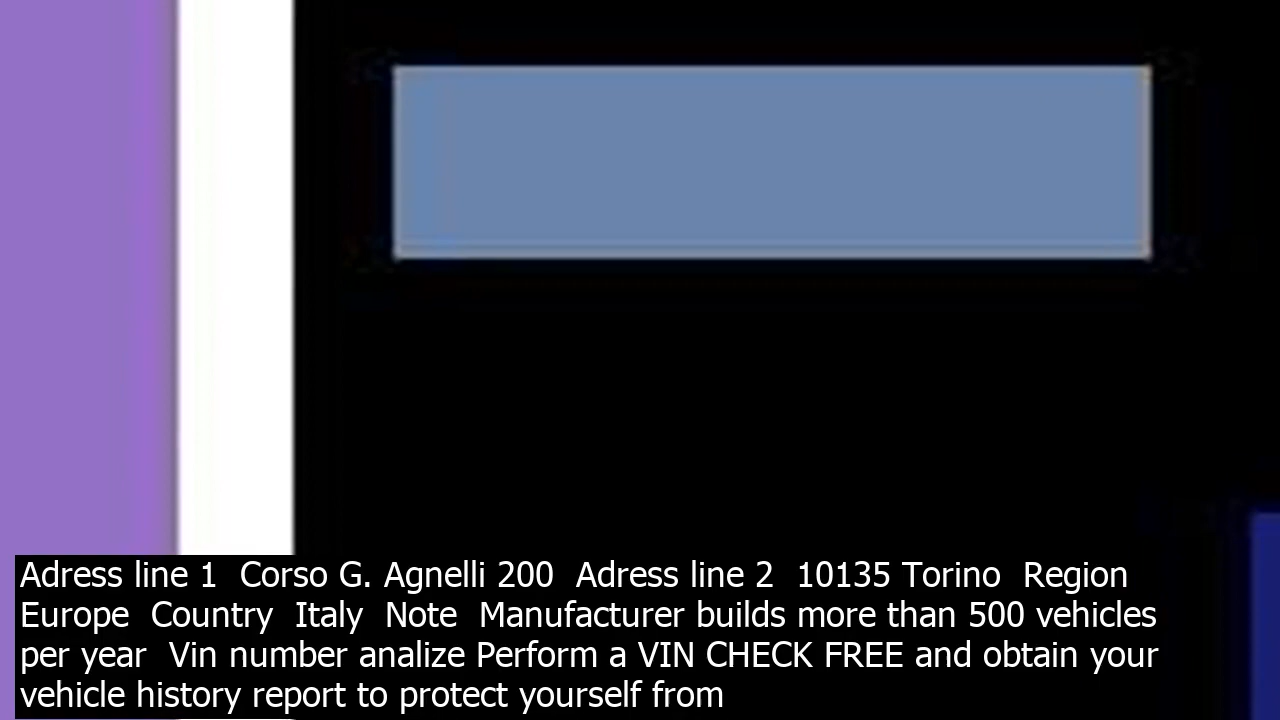 Adress line 1  Corso G. Agnelli 200  Adress line 2  10135 Torino  Region
Europe  Country  Italy  Note  Manufacturer builds more than 500 vehicles
per year  Vin number analize Perform a VIN CHECK FREE and obtain your
vehicle history report to protect yourself from